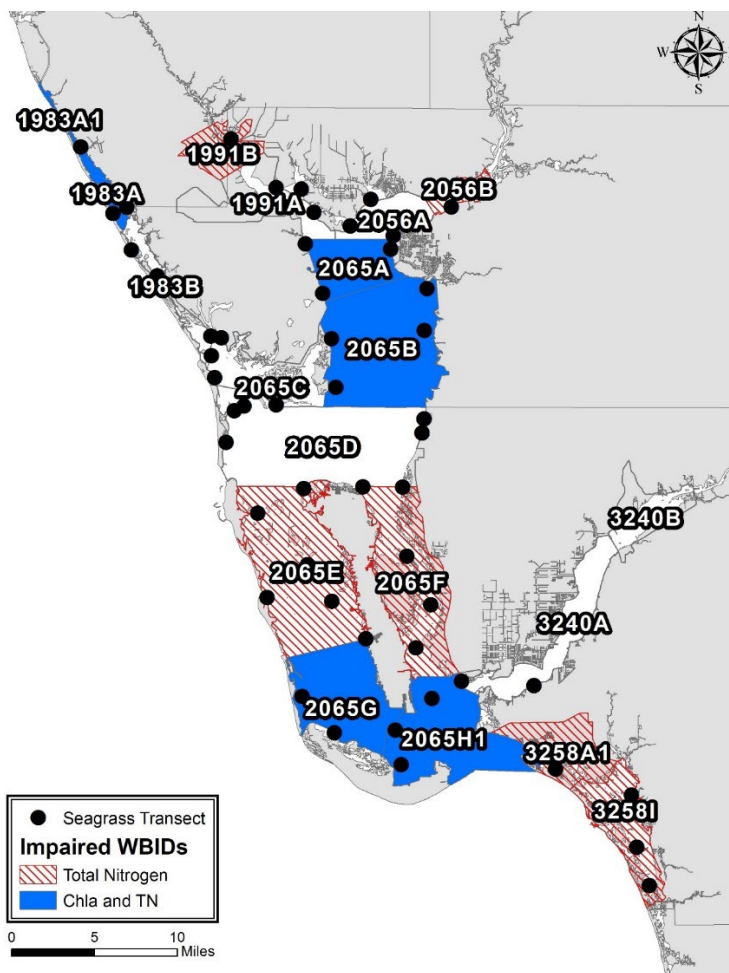 N
W E
S
1983A1
1991B
1983A
1991A
2056B
2056A
2065A
1983B
2065B
2065C
2065D
3240B
2065E
2065F
3240A
2065G
2065H1
3258A1
3258I
Seagrass Transect
Impaired WBIDs
Total Nitrogen
Chla and TN
0 5 10
Miles